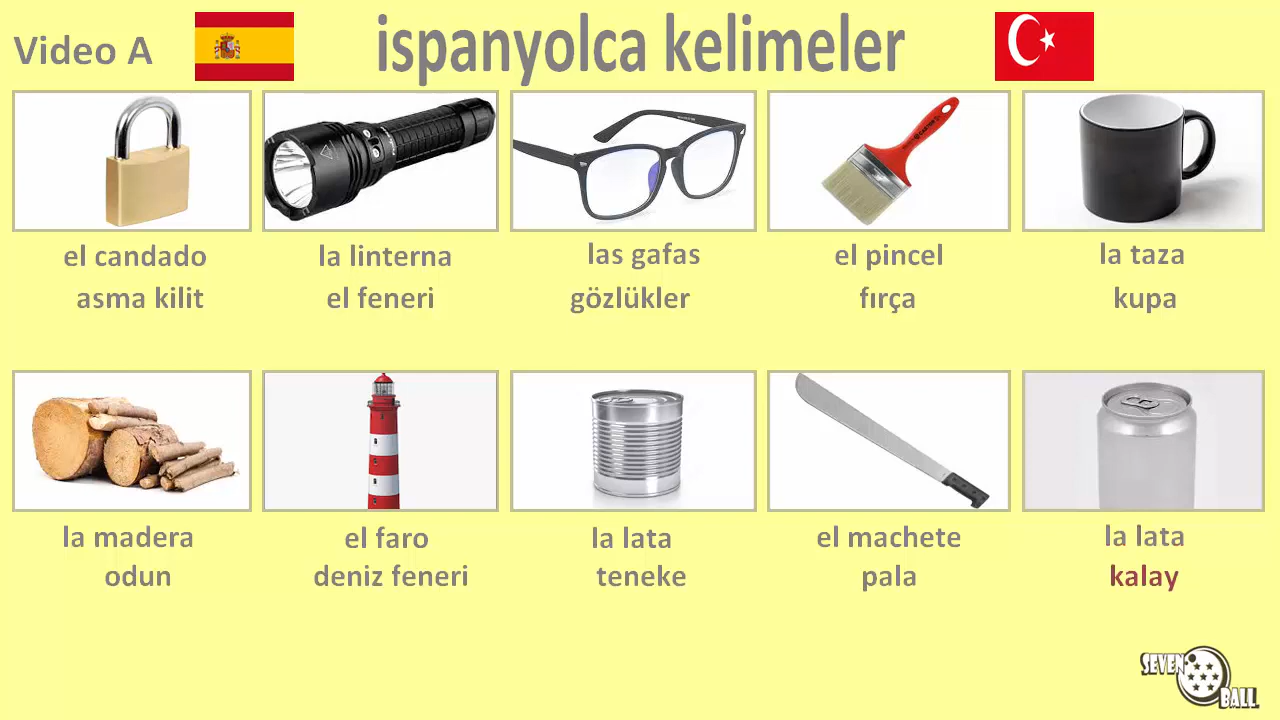 Video A
ispanyolca kelimeler
el candado
asma kilit
la linterna
el feneri
las gafas
gözlükler
el pincel
fırça
la taza
kupa
la madera
odun
el faro
deniz feneri
la lata
teneke
el machete
pala
la lata
kalay
SEVEN
BALL